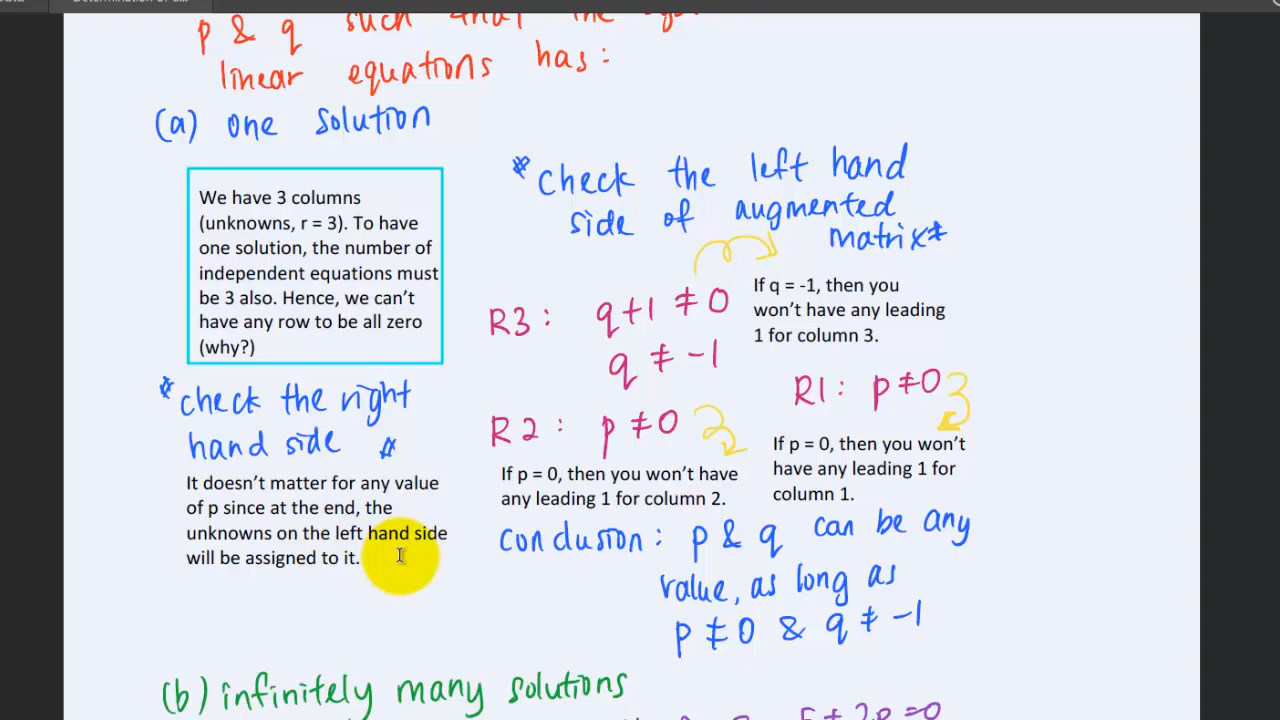 p & q such that the
linear equations has:
(a) one solution
We have 3 columns
(unknowns, r = 3). To have
one solution, the number of
independent equations must
be 3 also. Hence, we can't
have any row to be all zero
(why?)
*check the right
hand side *
It doesn't matter for any value
of p since at the end, the
unknowns on the left hand side
will be assigned to it.
*check the left hand
side of augmented
matrix*
R3: q+1 ≠ 0
q ≠ -1
If q = -1, then you
won't have any leading
1 for column 3.
R2: p ≠ 0
If p = 0, then you won't have
any leading 1 for column 2.
R1: p ≠ 0
If p = 0, then you won't
have any leading 1 for
column 1.
conclusion: p & q can be any
value, as long as
p ≠ 0 & q ≠ -1
(b) infinitely many solutions